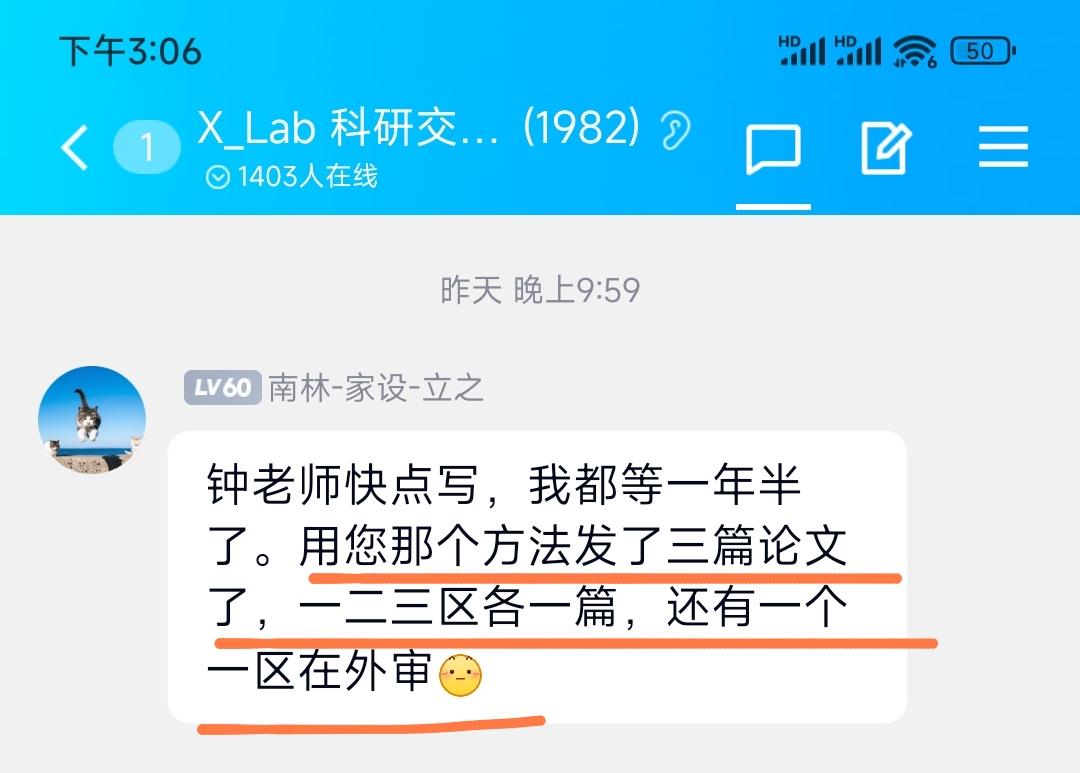 下午3:06
HD HD 6 50
1
X_Lab 科研交... (1982)
1403人在线
昨天 晚上9:59
LV60 南林-家设-立之
钟老师快点写，我都等一年半
了。用您那个方法发了三篇论文
了，一二三区各一篇，还有一个
一区在外审